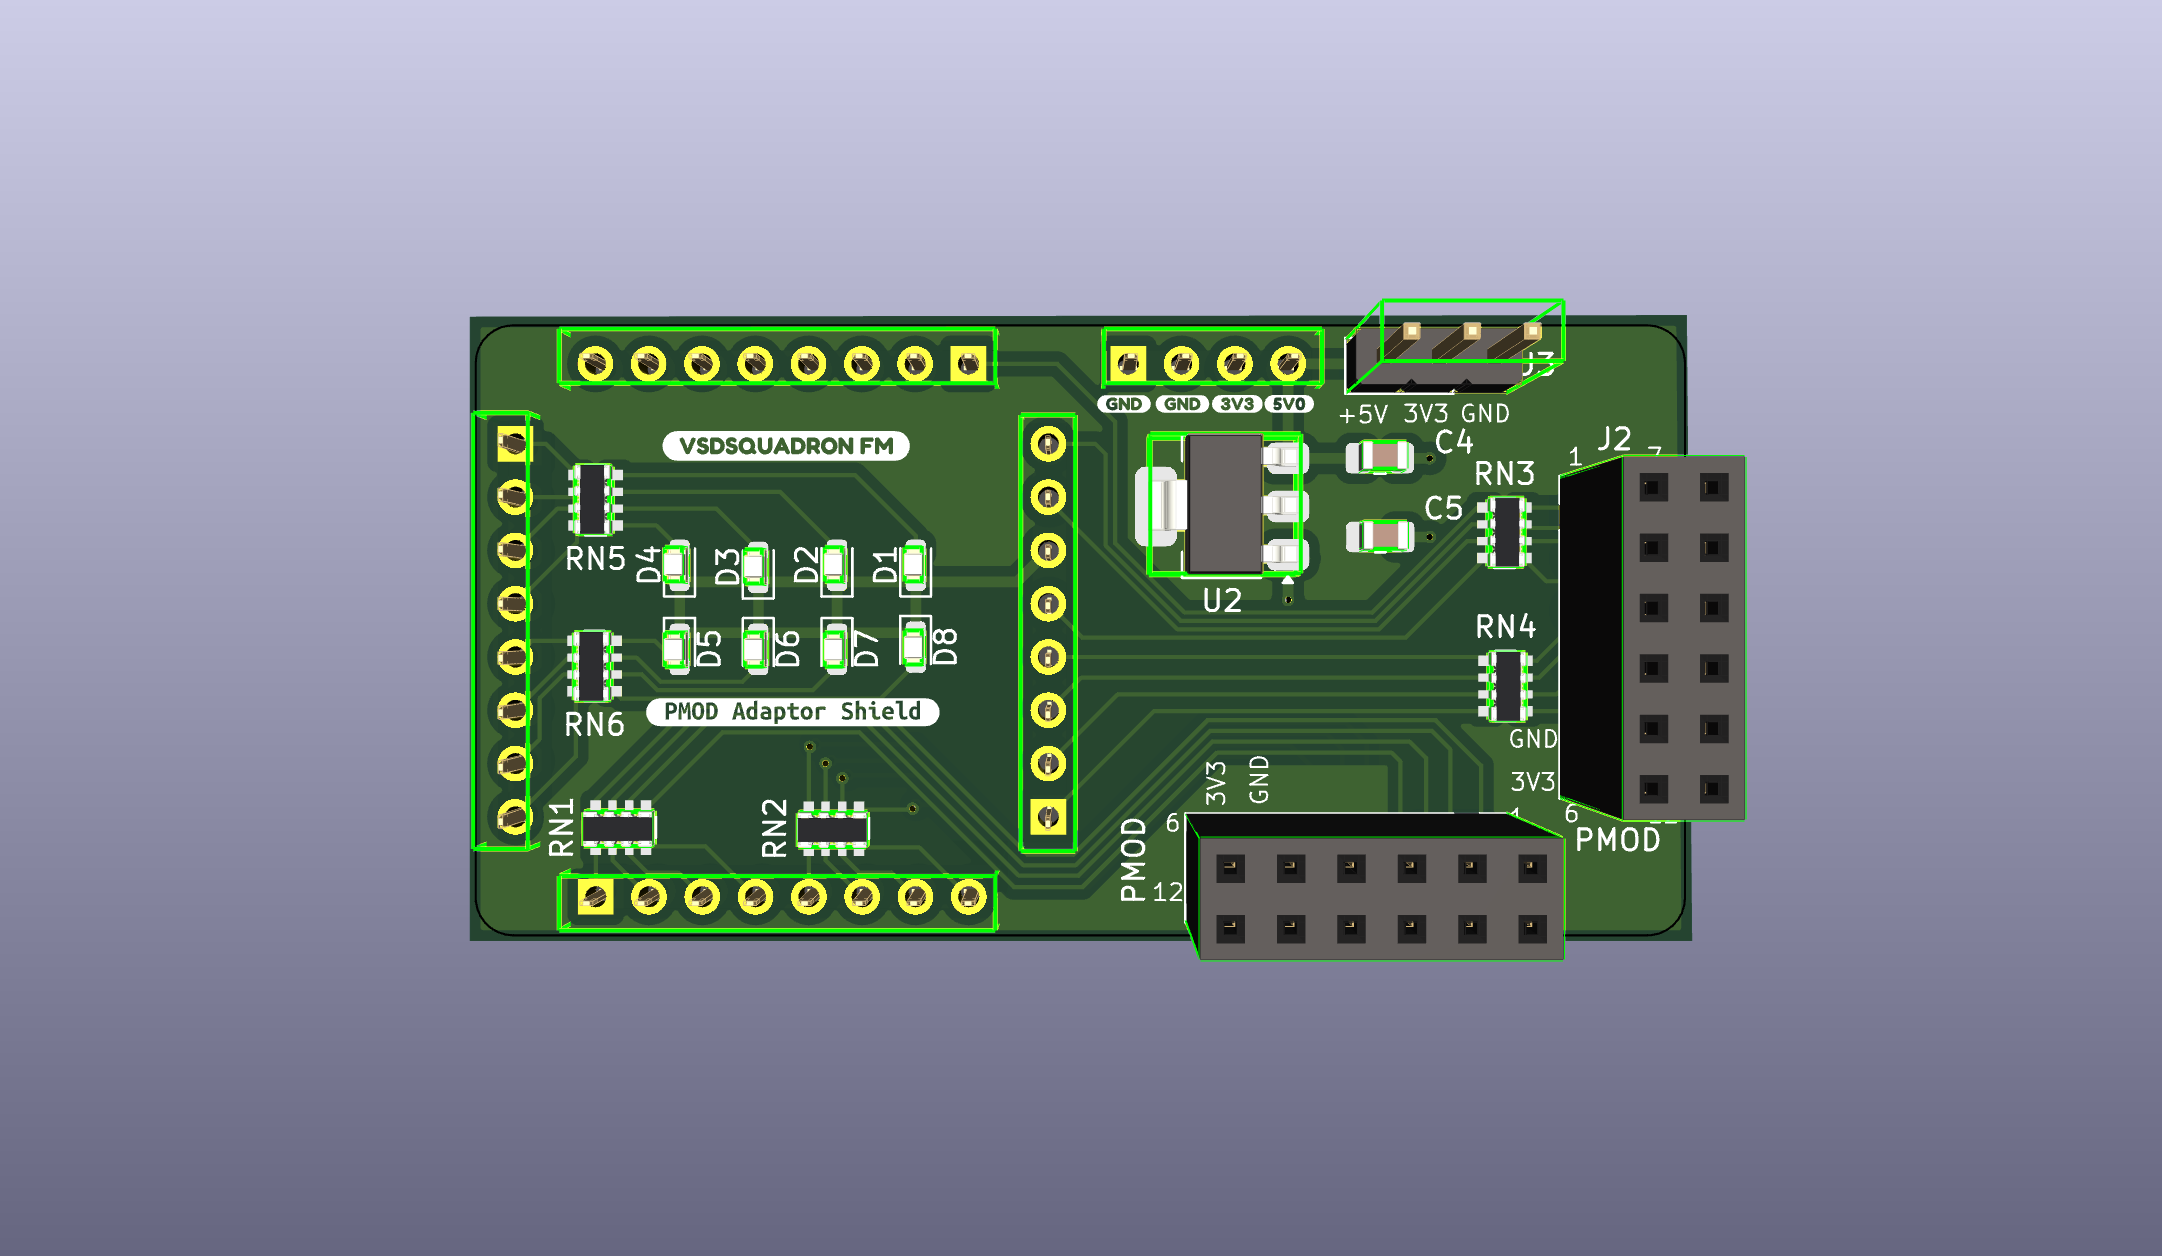 J3
GND GND 3V3 5V0
+5V 3V3 GND
VSDSQUADRON FM
C4
J2
1
7
RN3
C5
RN5
D4 D3 D2 D1
U2
RN4
D5 D6 D7 D8
PMOD Adaptor Shield
RN6
GND
3V3
3V3 GND
RN1
RN2
6
PMOD
12
6
PMOD